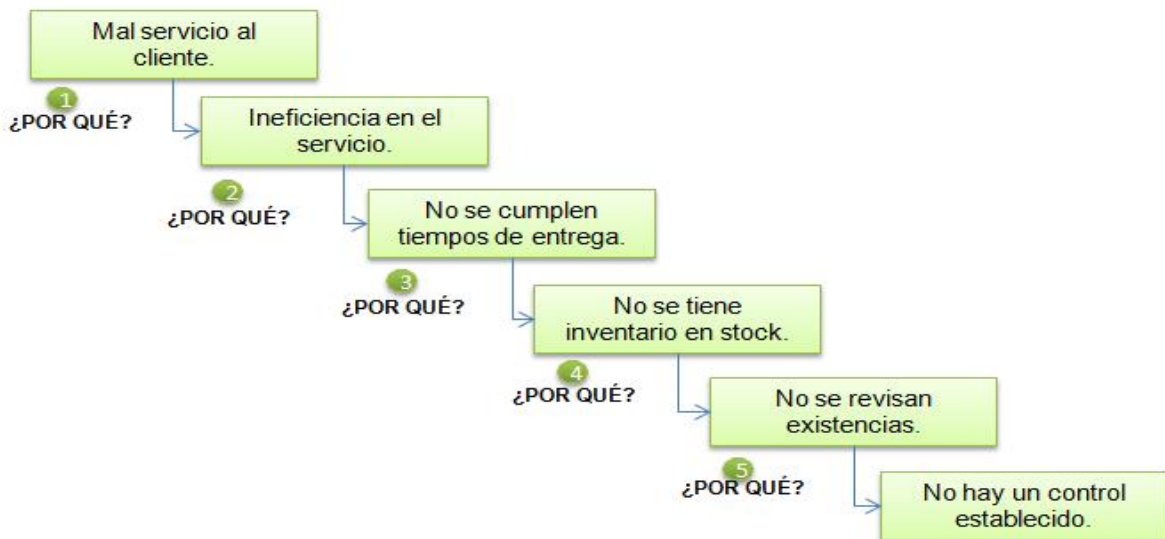 Mal servicio al
cliente.
1
¿POR QUÉ?
Ineficiencia en el
servicio.
2
¿POR QUÉ?
No se cumplen
tiempos de entrega.
3
¿POR QUÉ?
No se tiene
inventario en stock.
4
¿POR QUÉ?
No se revisan
existencias.
5
¿POR QUÉ?
No hay un control
establecido.